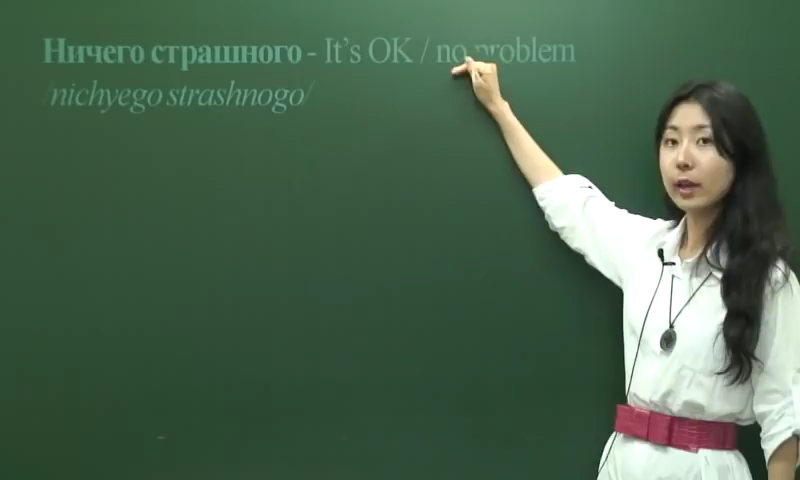 Ничего страшного - It's OK / no problem
/nichyego strashnogo/